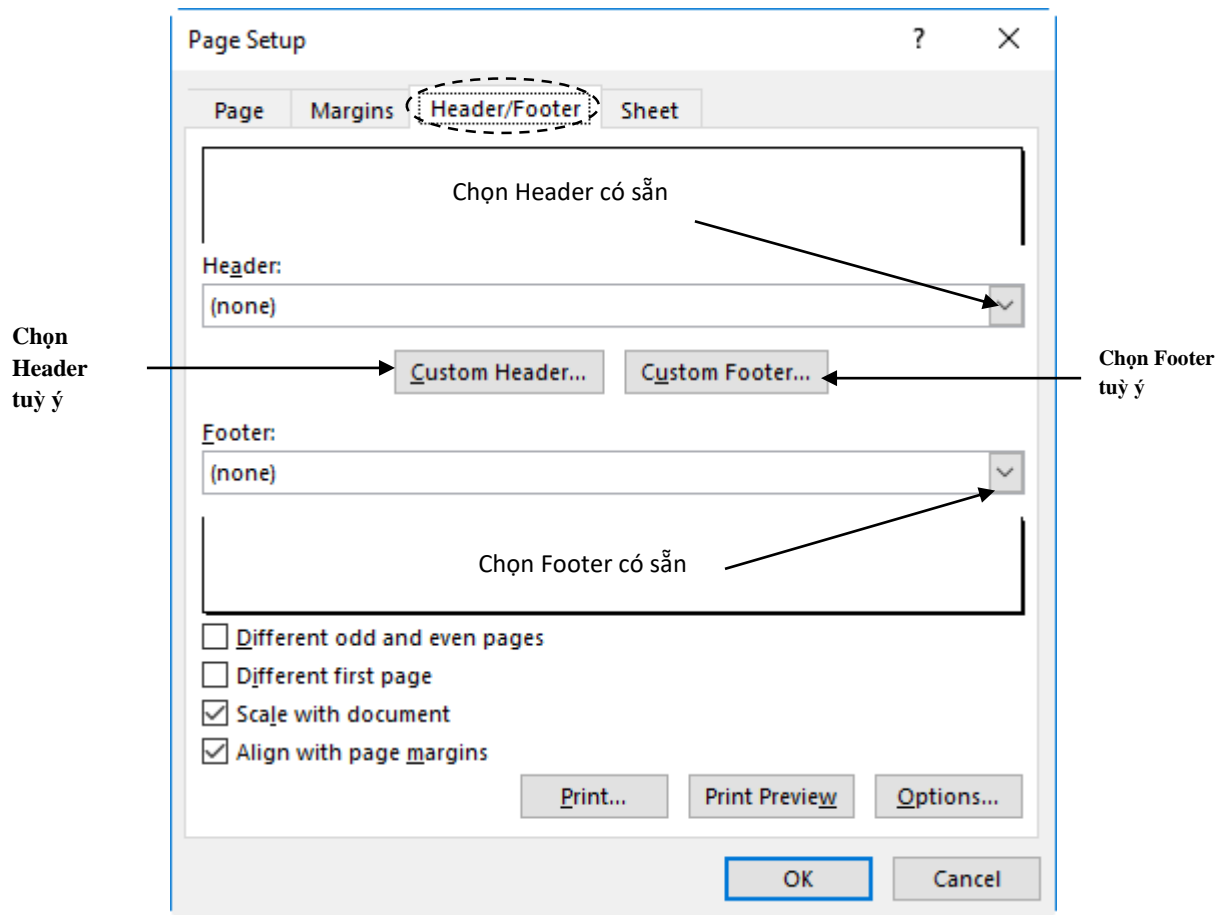 Page Setup
?
Page
Margins
Header/Footer
Sheet
Chọn Header có sẵn
Header:
(none)
Chọn
Header
tuỳ ý
Custom Header...
Custom Footer...
Chọn Footer
tuỳ ý
Footer:
(none)
Chọn Footer có sẵn
Different odd and even pages
Different first page
Scale with document
Align with page margins
Print...
Print Preview
Options...
OK
Cancel